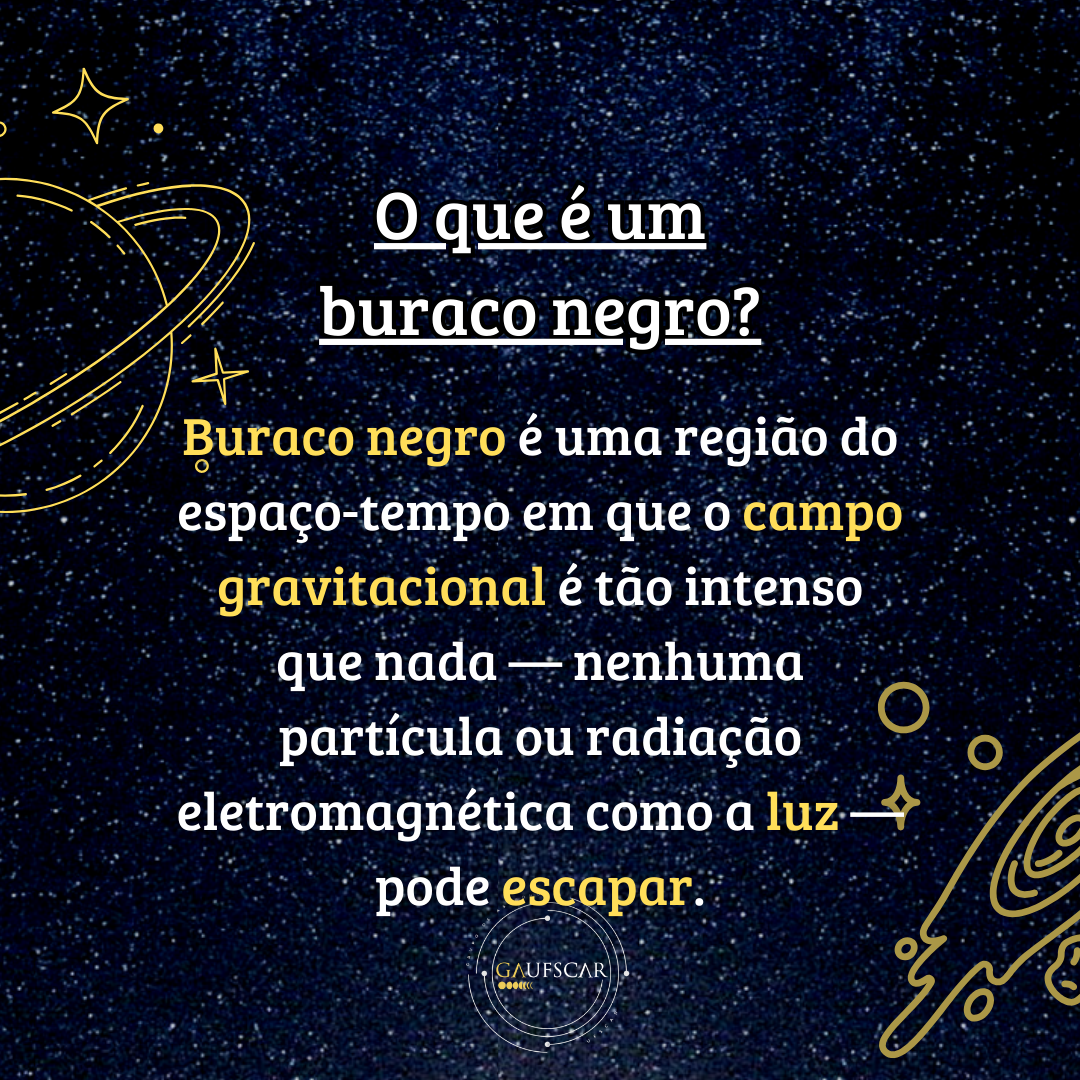 O que é um
buraco negro?
Buraco negro é uma região do
espaço-tempo em que o campo
gravitacional é tão intenso
que nada — nenhuma
partícula ou radiação
eletromagnética como a luz —
pode escapar.
GAUFSCAR